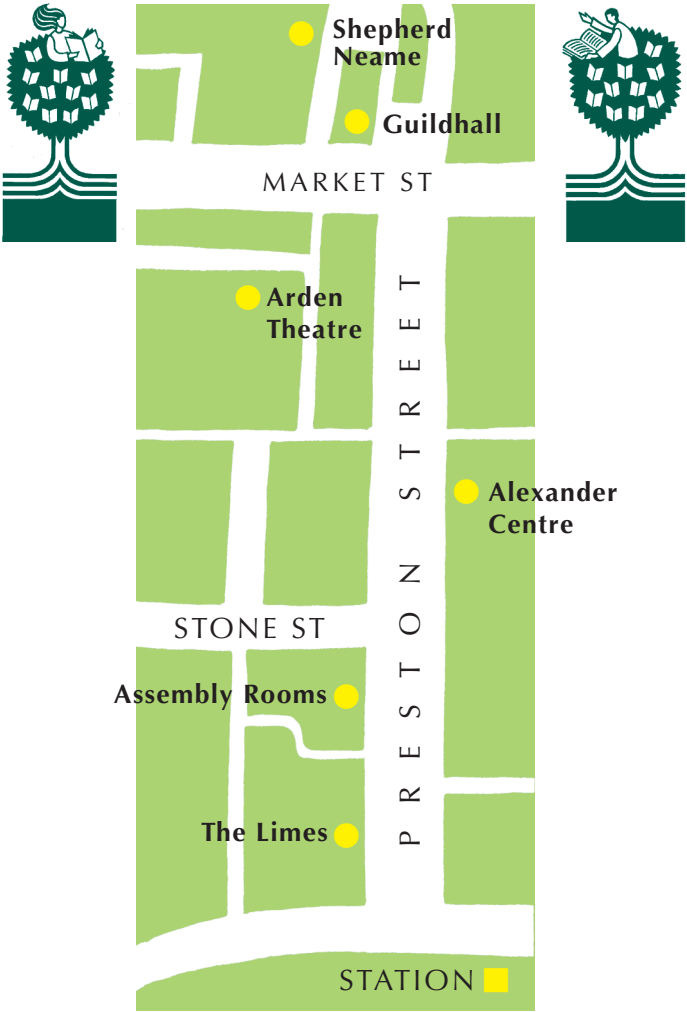 Shepherd
Neame
Guildhall
MARKET ST
Arden
Theatre
PRESTON STREET
Alexander
Centre
STONE ST
Assembly Rooms
The Limes
STATION